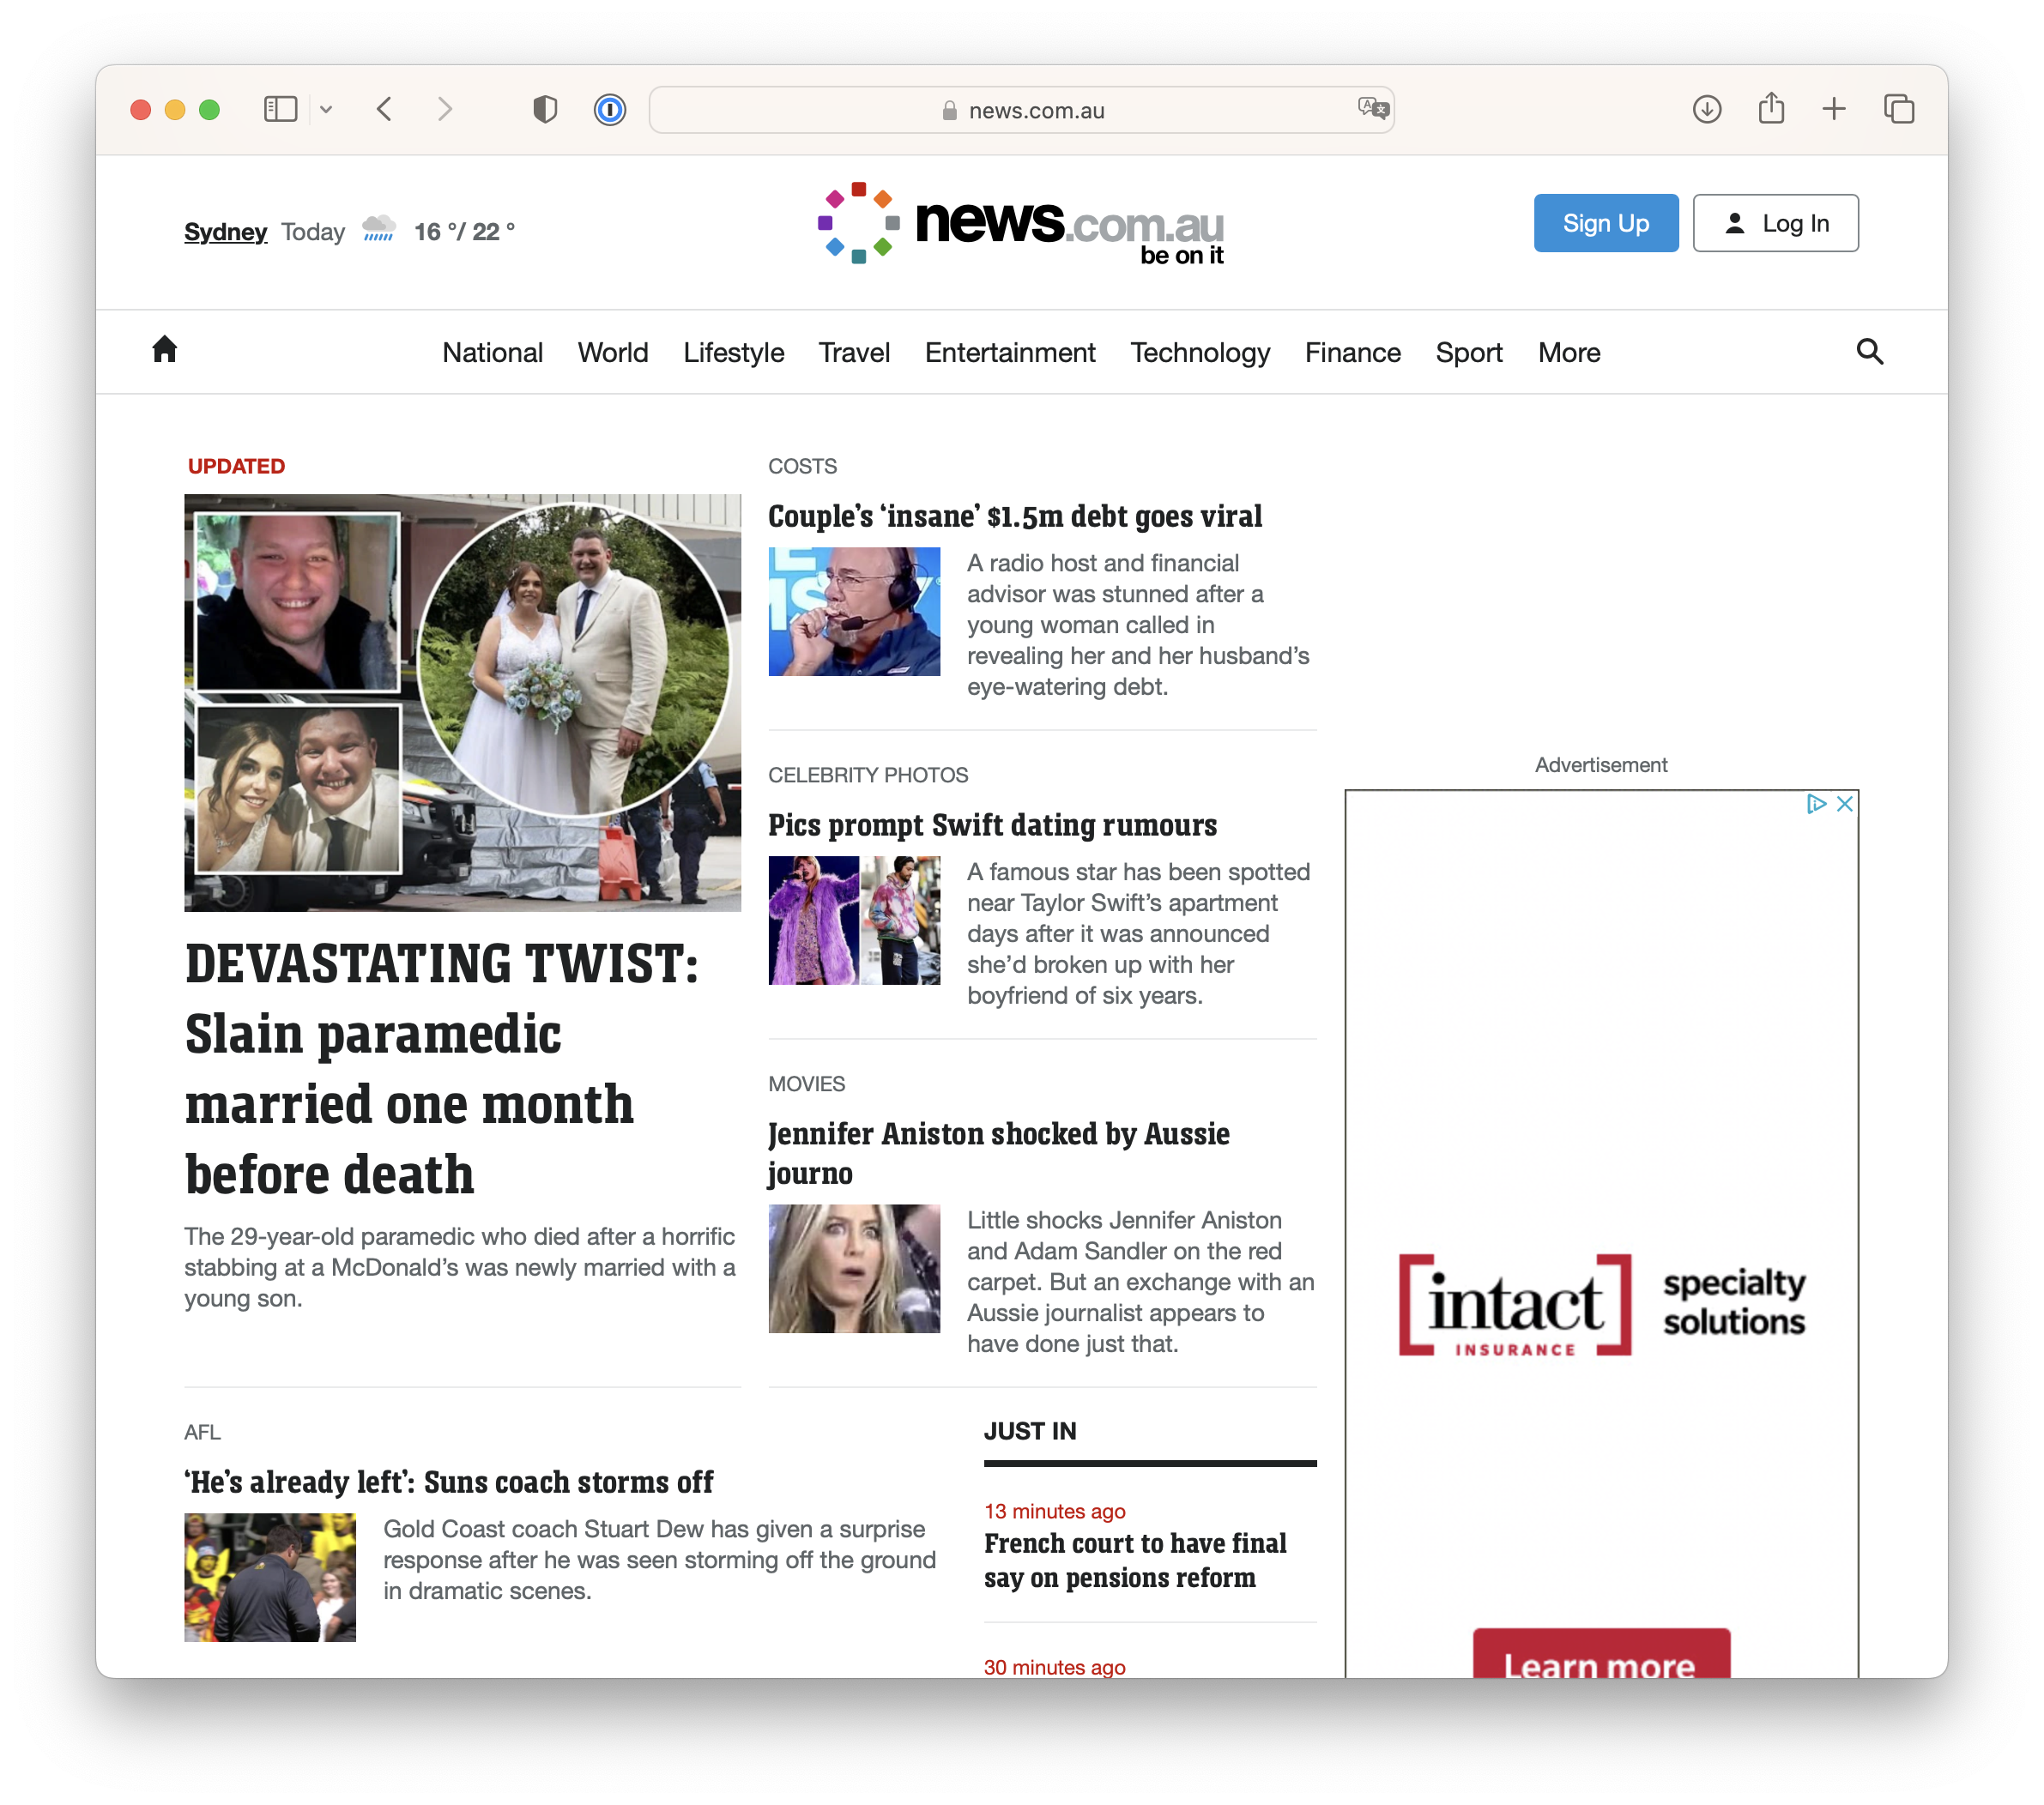 news.com.au
Sydney Today 16 °/ 22 °
news.com.au
be on it
Sign Up
Log In
National World Lifestyle Travel Entertainment Technology Finance Sport More
UPDATED
DEVASTATING TWIST:
Slain paramedic
married one month
before death
The 29-year-old paramedic who died after a horrific
stabbing at a McDonald’s was newly married with a
young son.
COSTS
Couple’s ‘insane’ $1.5m debt goes viral
A radio host and financial
advisor was stunned after a
young woman called in
revealing her and her husband’s
eye-watering debt.
CELEBRITY PHOTOS
Pics prompt Swift dating rumours
A famous star has been spotted
near Taylor Swift’s apartment
days after it was announced
she’d broken up with her
boyfriend of six years.
MOVIES
Jennifer Aniston shocked by Aussie
journo
Little shocks Jennifer Aniston
and Adam Sandler on the red
carpet. But an exchange with an
Aussie journalist appears to
have done just that.
AFL
‘He’s already left’: Suns coach storms off
Gold Coast coach Stuart Dew has given a surprise
response after he was seen storming off the ground
in dramatic scenes.
JUST IN
13 minutes ago
French court to have final
say on pensions reform
30 minutes ago
Advertisement
intact
INSURANCE
specialty
solutions
Learn more